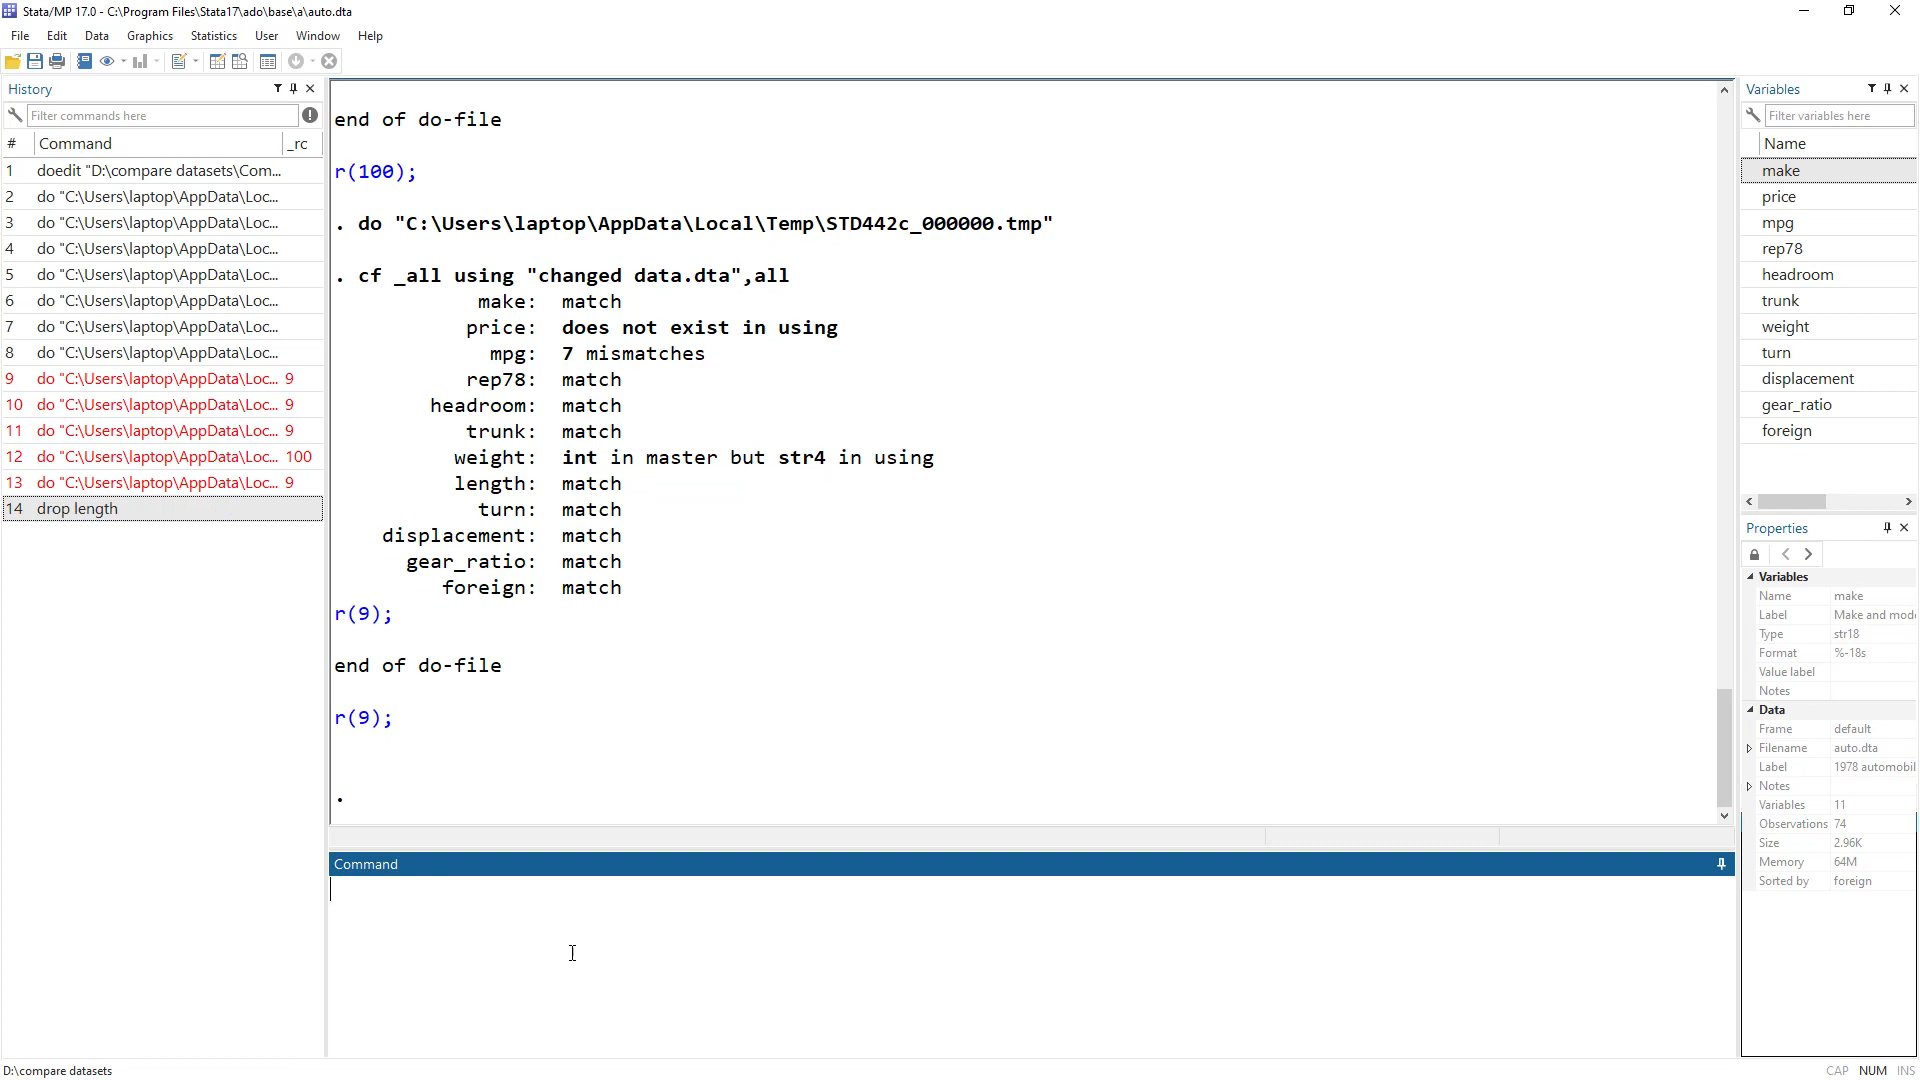 Stata/MP 17.0 - C:\Program Files\Stata17\ado\base\a\auto.dta
File Edit Data Graphics Statistics User Window Help
History
Filter commands here
# Command _rc
1 doedit "D:\compare datasets\Com...
2 do "C:\Users\laptop\AppData\Loc...
3 do "C:\Users\laptop\AppData\Loc...
4 do "C:\Users\laptop\AppData\Loc...
5 do "C:\Users\laptop\AppData\Loc...
6 do "C:\Users\laptop\AppData\Loc...
7 do "C:\Users\laptop\AppData\Loc...
8 do "C:\Users\laptop\AppData\Loc...
9 do "C:\Users\laptop\AppData\Loc... 9
10 do "C:\Users\laptop\AppData\Loc... 9
11 do "C:\Users\laptop\AppData\Loc... 9
12 do "C:\Users\laptop\AppData\Loc... 100
13 do "C:\Users\laptop\AppData\Loc... 9
14 drop length
end of do-file
r(100);
. do "C:\Users\laptop\AppData\Local\Temp\STD442c_000000.tmp"
. cf _all using "changed data.dta",all
make: match
price: does not exist in using
mpg: 7 mismatches
rep78: match
headroom: match
trunk: match
weight: int in master but str4 in using
length: match
turn: match
displacement: match
gear_ratio: match
foreign: match
r(9);
end of do-file
r(9);
.
Command
Variables
Filter variables here
Name
make
price
mpg
rep78
headroom
trunk
weight
turn
displacement
gear_ratio
foreign
Properties
Variables
Name make
Label Make and mode
Type str18
Format %-18s
Value label
Notes
Data
Frame default
Filename auto.dta
Label 1978 automobil
Notes
Variables 11
Observations 74
Size 2.96K
Memory 64M
Sorted by foreign
D:\compare datasets
CAP NUM INS